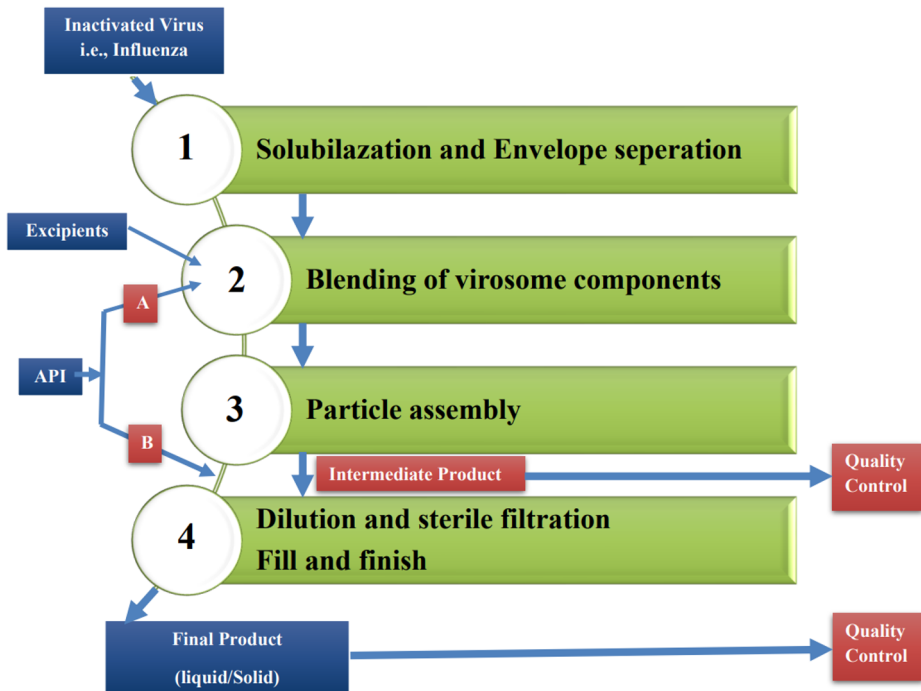 Inactivated Virus
i.e., Influenza
1
Solubilazation and Envelope seperation
Excipients
2
Blending of virosome components
A
API
3
Particle assembly
B
Intermediate Product
Quality
Control
4
Dilution and sterile filtration
Fill and finish
Final Product
(liquid/Solid)
Quality
Control